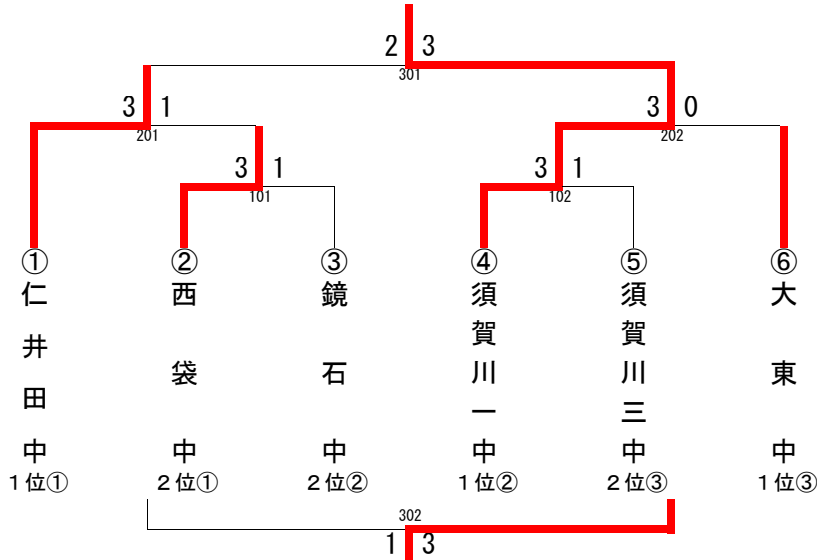 2 3
301
3 1
201
3 0
202
3 1
101
3 1
102
① ② ③ ④ ⑤ ⑥
仁井田中
西袋中
鏡石中
須賀川一中
須賀川三中
大東中
1位① 2位① 2位② 1位② 2位③ 1位③
302
1 3